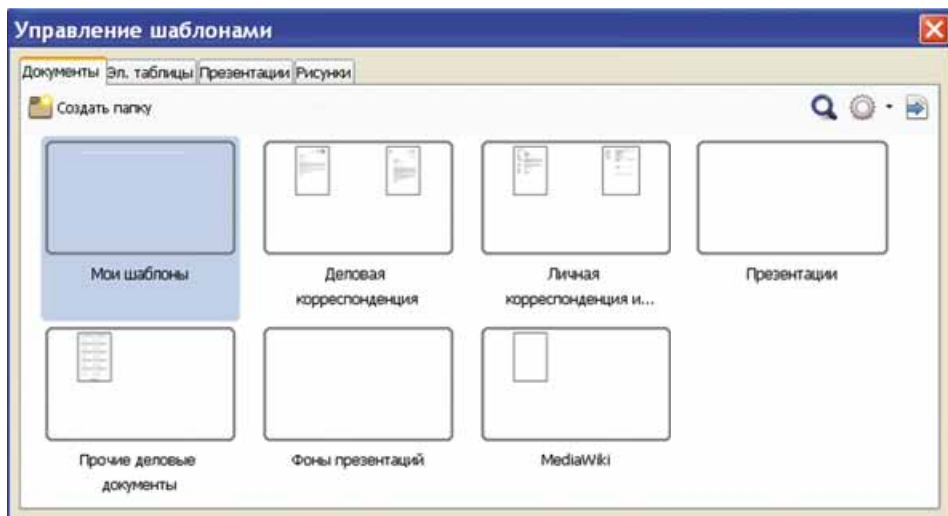 Управление шаблонами
Документы Эл. таблицы Презентации Рисунки
Создать папку
Мои шаблоны
Деловая
корреспонденция
Личная
корреспонденция и...
Презентации
Прочие деловые
документы
Фоны презентаций
MediaWiki